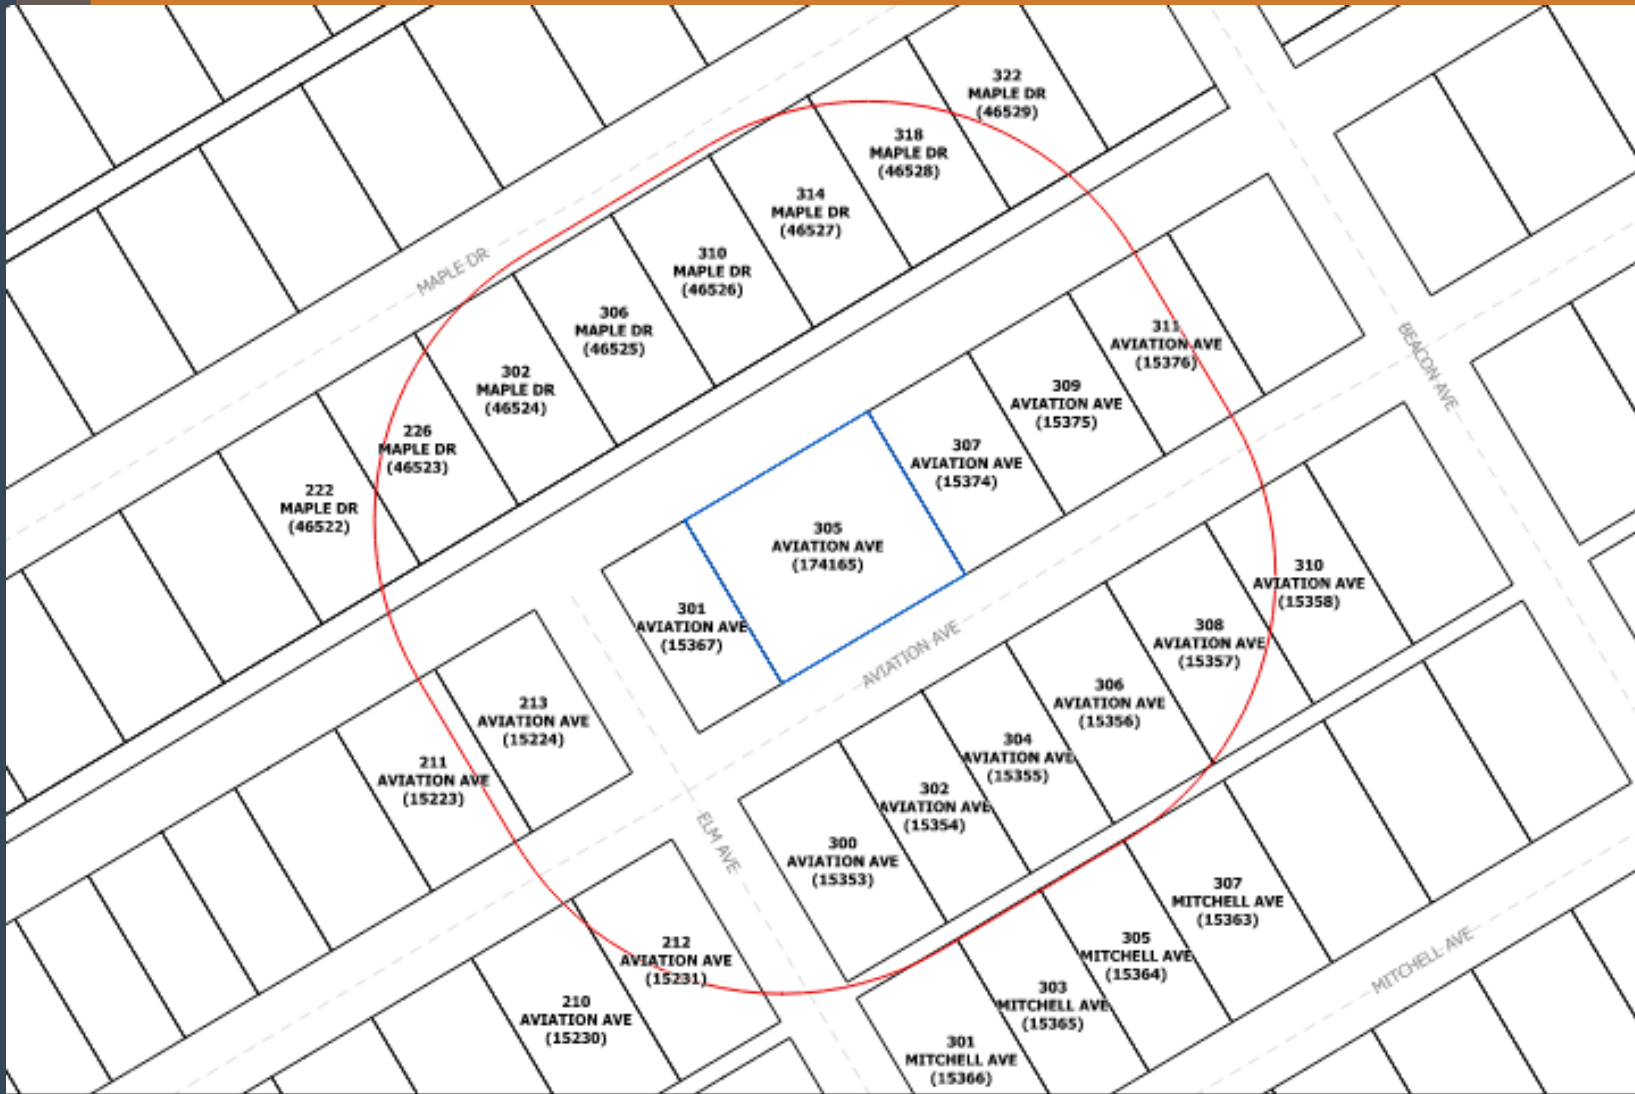 322
MAPLE DR
(46529)
318
MAPLE DR
(46528)
314
MAPLE DR
(46527)
310
MAPLE DR
(46526)
MAPLE DR
306
MAPLE DR
(46525)
302
MAPLE DR
(46524)
226
MAPLE DR
(46523)
222
MAPLE DR
(46522)
311
AVIATION AVE
(15376)
BEACON AVE
309
AVIATION AVE
(15375)
307
AVIATION AVE
(15374)
305
AVIATION AVE
(174165)
301
AVIATION AVE
(15367)
AVIATION AVE
310
AVIATION AVE
(15358)
308
AVIATION AVE
(15357)
306
AVIATION AVE
(15356)
304
AVIATION AVE
(15355)
302
AVIATION AVE
(15354)
300
AVIATION AVE
(15353)
213
AVIATION AVE
(15224)
211
AVIATION AVE
(15223)
ELM AVE
212
AVIATION AVE
(15231)
210
AVIATION AVE
(15230)
307
MITCHELL AVE
(15363)
305
MITCHELL AVE
(15364)
303
MITCHELL AVE
(15365)
301
MITCHELL AVE
(15366)
MITCHELL AVE